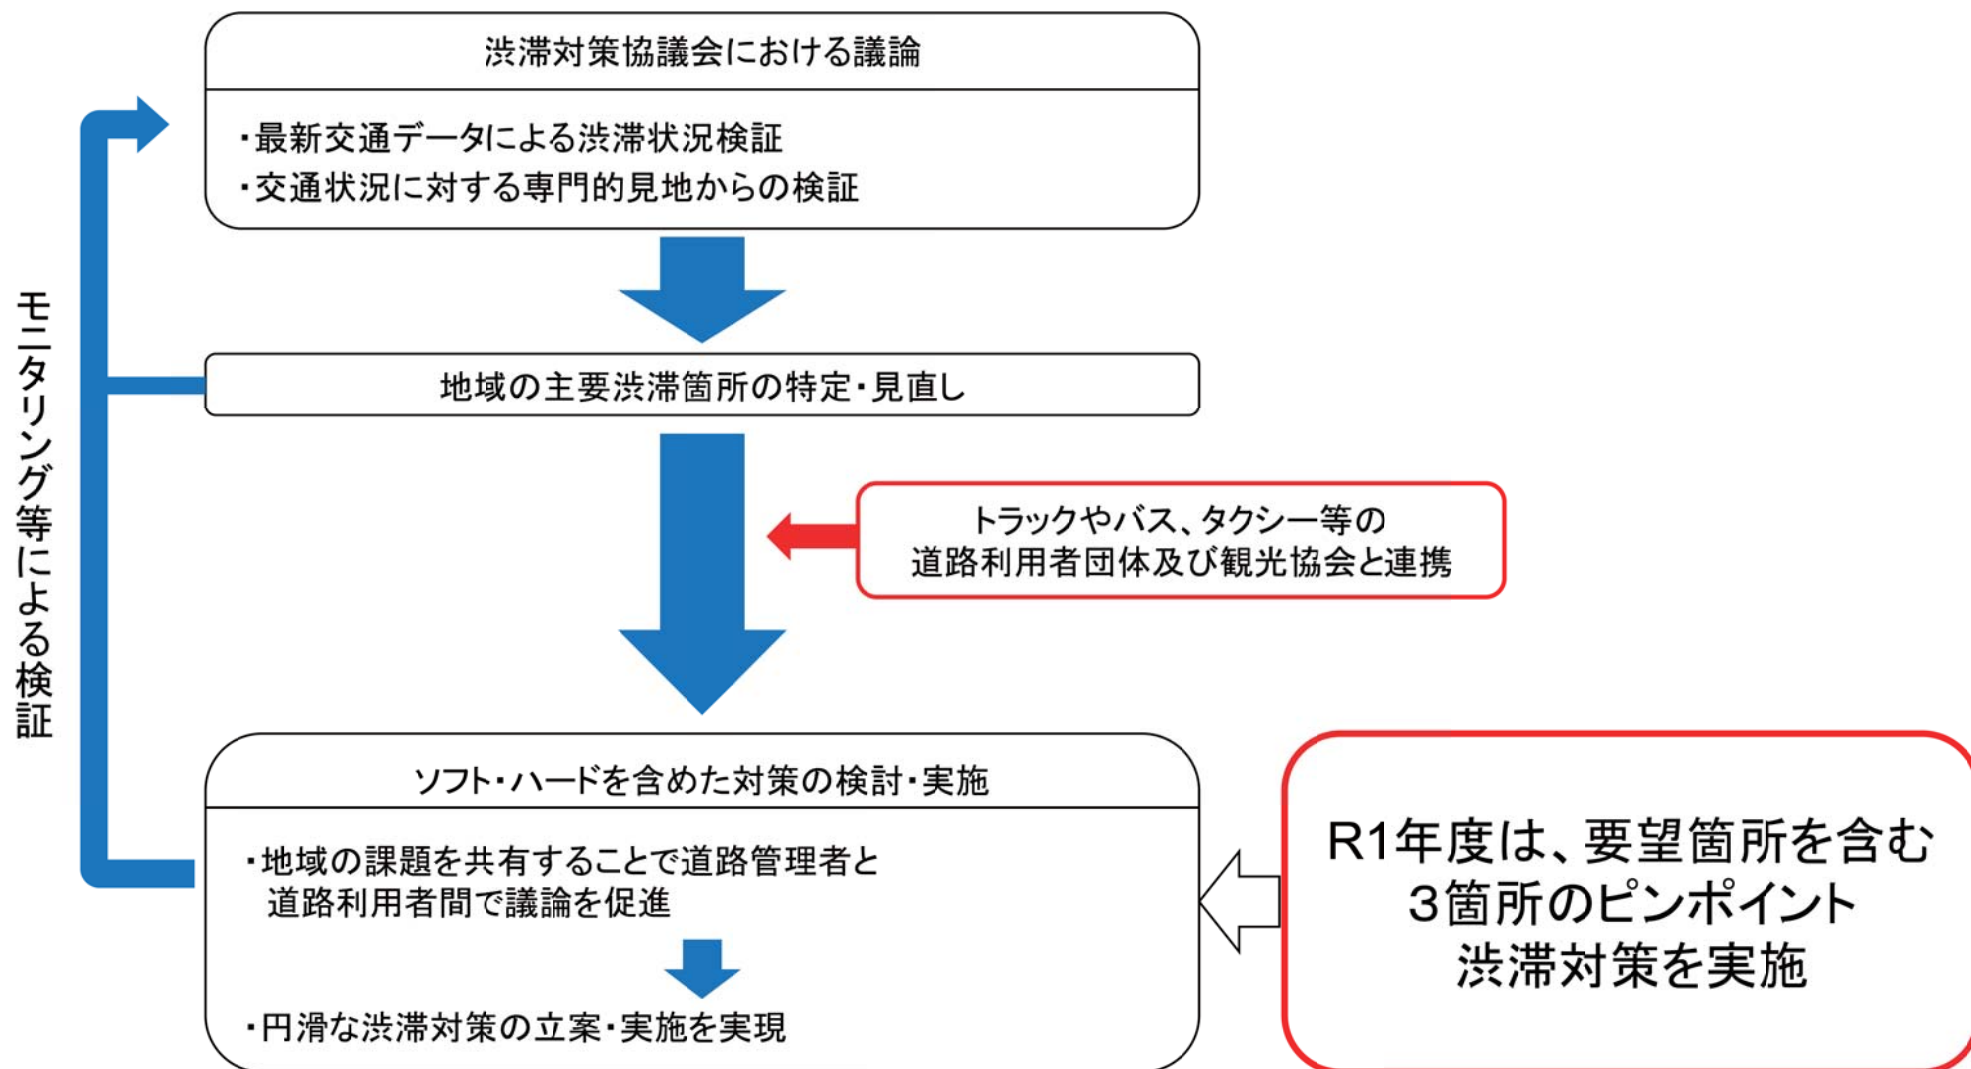 渋滞対策協議会における議論
・最新交通データによる渋滞状況検証
・交通状況に対する専門的見地からの検証
モニタリング等による検証
地域の主要渋滞箇所の特定・見直し
トラックやバス、タクシー等の
道路利用者団体及び観光協会と連携
ソフト・ハードを含めた対策の検討・実施
・地域の課題を共有することで道路管理者と
道路利用者間で議論を促進
・円滑な渋滞対策の立案・実施を実現
R1年度は、要望箇所を含む
3箇所のピンポイント
渋滞対策を実施